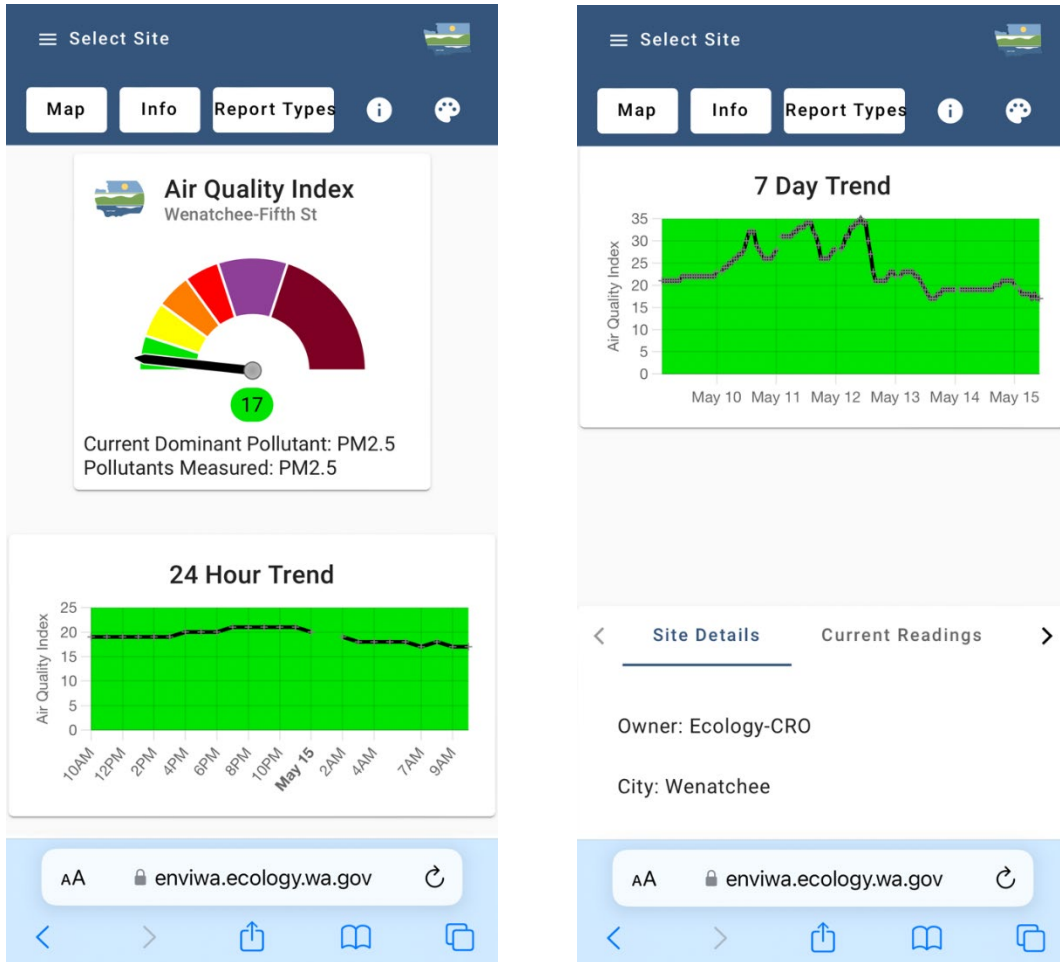 Select Site
Map Info Report Types
Air Quality Index
Wenatchee-Fifth St
17
Current Dominant Pollutant: PM2.5
Pollutants Measured: PM2.5
24 Hour Trend
Air Quality Index
25
20
15
10
5
0
10AM 12PM 2PM 4PM 6PM 8PM 10PM May 15 2AM 4AM 7AM 9AM
AA enviwa.ecology.wa.gov
Select Site
Map Info Report Types
7 Day Trend
Air Quality Index
35
30
25
20
15
10
5
0
May 10 May 11 May 12 May 13 May 14 May 15
Site Details Current Readings
Owner: Ecology-CRO
City: Wenatchee
AA enviwa.ecology.wa.gov